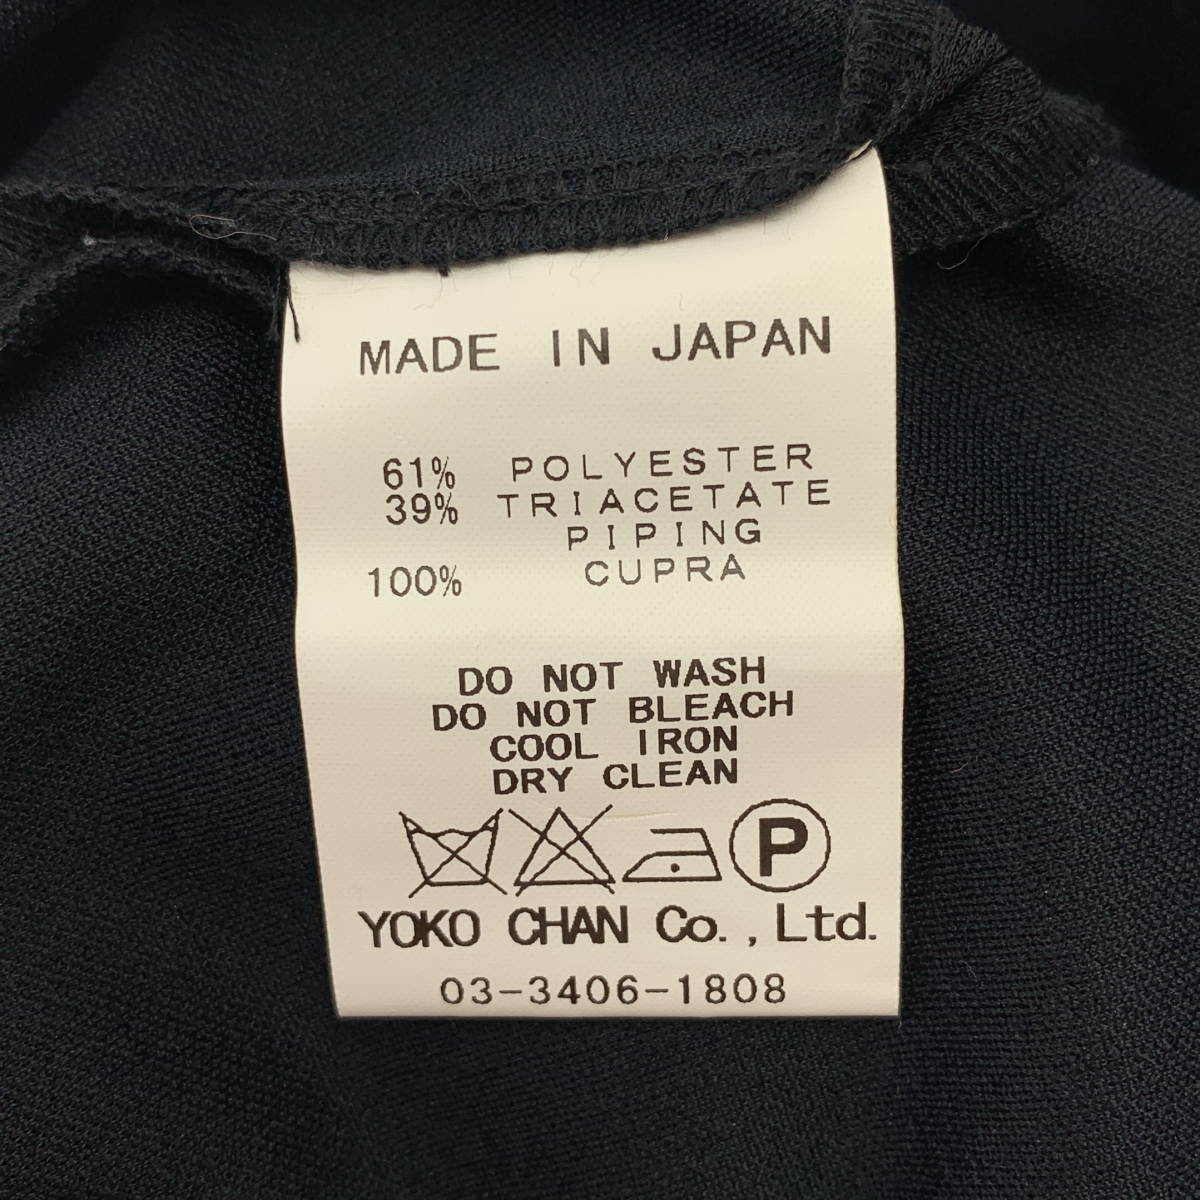 MADE IN JAPAN
61% POLYESTER
39% TRIACETATE
PIPING
100% CUPRA
DO NOT WASH
DO NOT BLEACH
COOL IRON
DRY CLEAN
P
YOKO CHAN Co., Ltd.
03-3406-1808